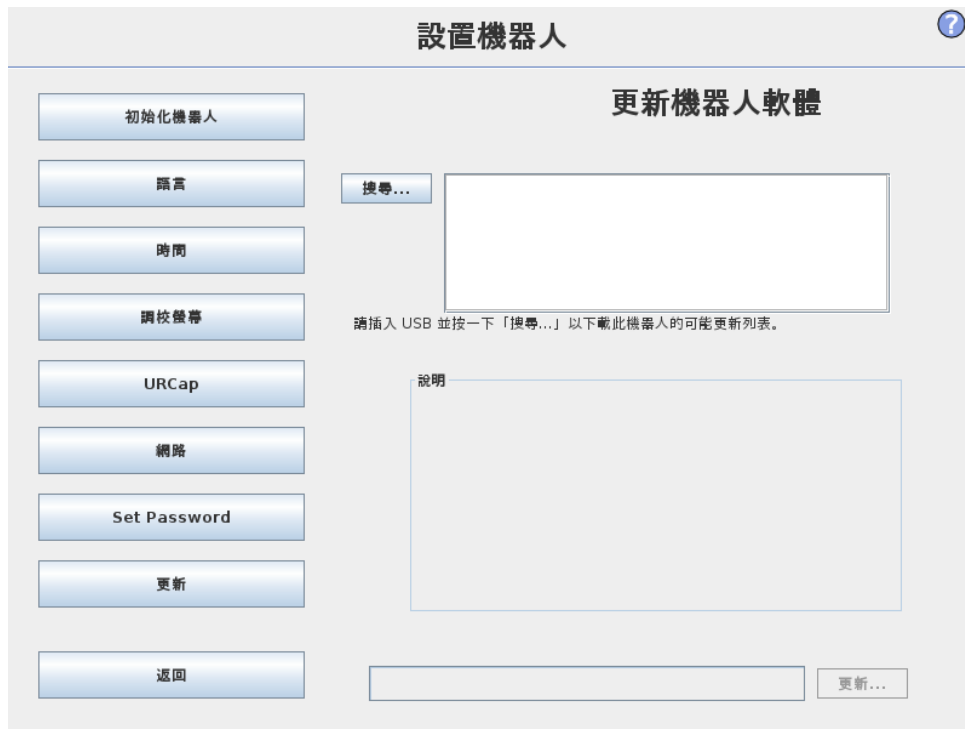 設置機器人
?
更新機器人軟體
初始化機器人
語言
時間
調校螢幕
URCap
網路
Set Password
更新
返回
搜尋...
請插入 USB 並按一下「搜尋...」以下載此機器人的可能更新列表。
說明
更新...